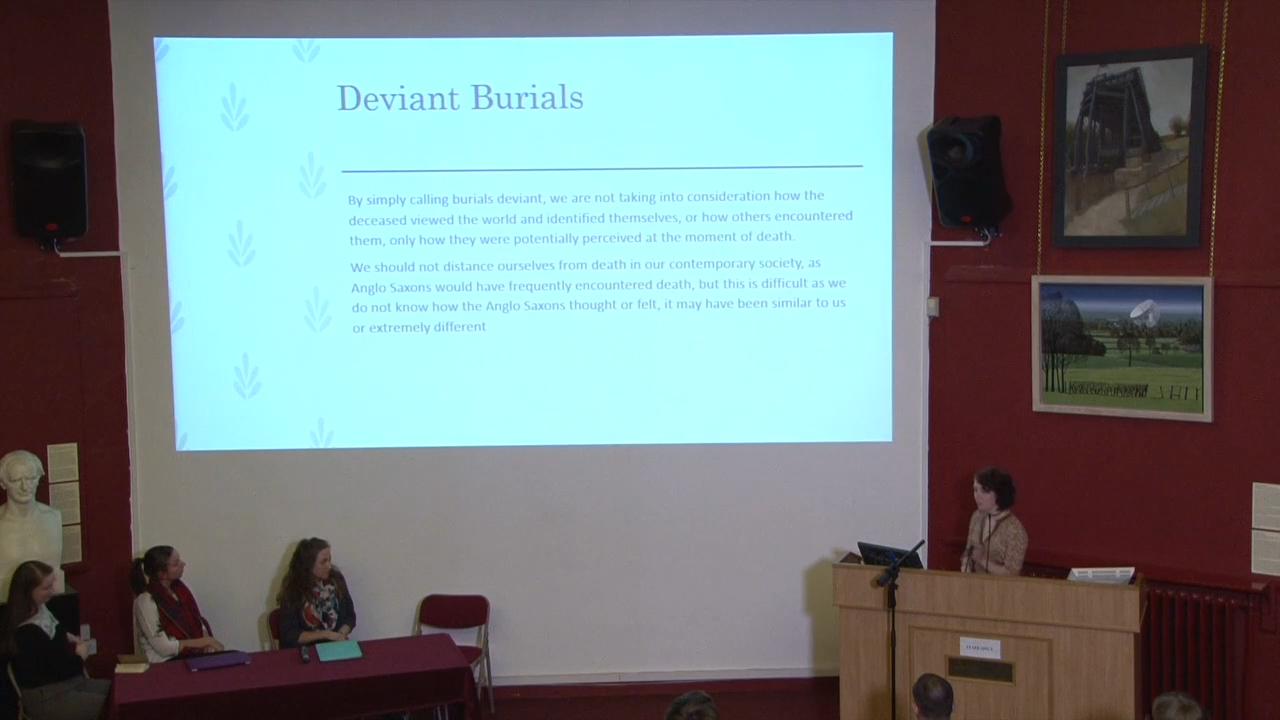 Deviant Burials
By simply calling burials deviant, we are not taking into consideration how the
deceased viewed the world and identified themselves, or how others encountered
them, only how they were potentially perceived at the moment of death.
We should not distance ourselves from death in our contemporary society, as
Anglo Saxons would have frequently encountered death, but this is difficult as we
do not know how the Anglo Saxons thought or felt, it may have been similar to us
or extremely different